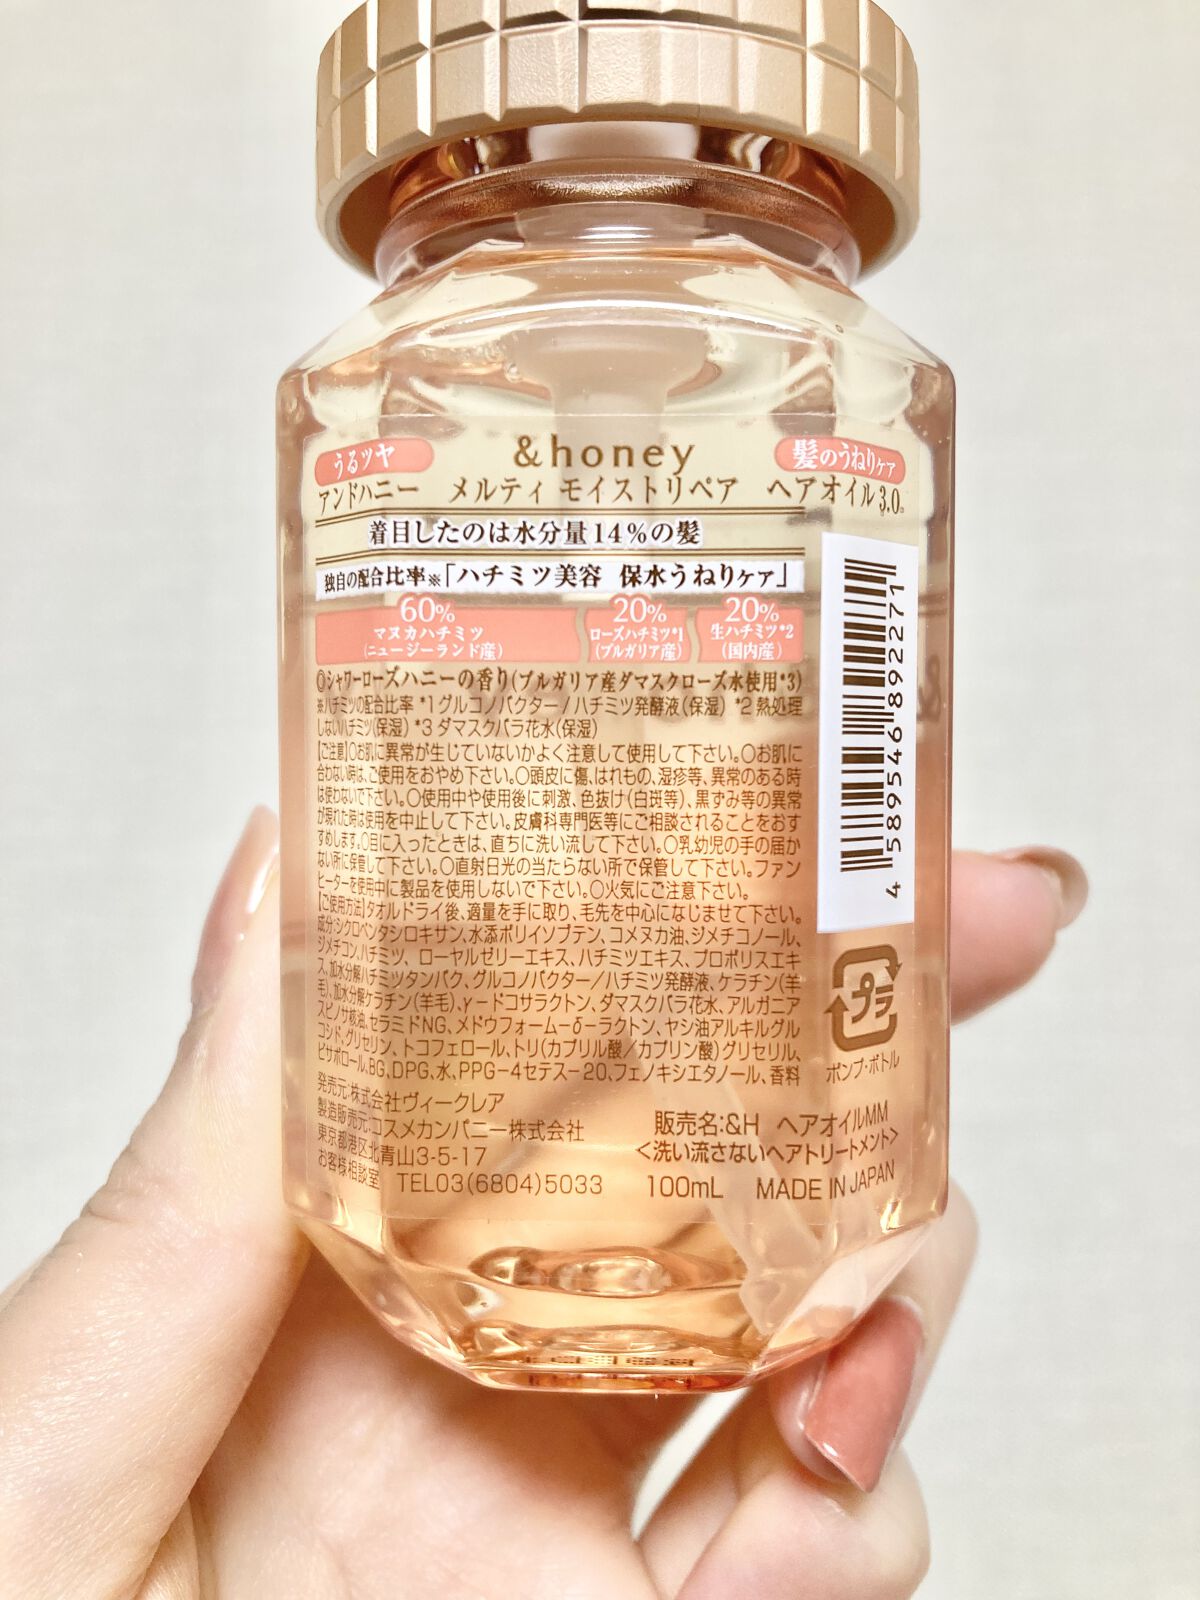 うるツヤ
&honey
髪のうねりケア
アンドハニー メルティ モイストリペア ヘアオイル3.0
着目したのは水分量14%の髪
独自の配合比率※「ハチミツ美容 保水うねりケア」
60% 20% 20%
マヌカハチミツ ローズハチミツ*1 生ハチミツ*2
(ニュージーランド産) (ブルガリア産) (国内産)
シャワーローズハニーの香り(ブルガリア産ダマスクローズ水使用*3)
※ハチミツの配合比率 *1グルコノバクター/ハチミツ発酵液(保湿) *2熱処理
しないハチミツ(保湿) *3ダマスクバラ花水(保湿)
【ご注意】〇お肌に異常が生じていないかよく注意して使用して下さい。〇お肌に
合わない時は、ご使用をおやめ下さい。〇頭皮に傷、はれもの、湿疹等、異常のある時
は使わないで下さい。〇使用中や使用後に刺激、色抜け(白斑等)、黒ずみ等の異常
が現れた時は使用を中止して下さい。皮膚科専門医等にご相談されることをおす
すめします。〇目に入ったときは、直ちに洗い流して下さい。〇乳幼児の手の届か
ない所に保管して下さい。〇直射日光の当たらない所で保管して下さい。ファン
ヒーターを使用中に製品を使用しないで下さい。〇火気にご注意下さい。
【ご使用方法】タオルドライ後、適量を手に取り、毛先を中心になじませて下さい。
成分:シクロペンタシロキサン、水添ポリイソブテン、コメヌカ油、ジメチコノール、
ジメチコン、ハチミツ、ローヤルゼリーエキス、ハチミツエキス、プロポリスエキ
ス、加水分解ハチミツタンパク、グルコノバクター/ハチミツ発酵液、ケラチン(羊
毛)、加水分解ケラチン(羊毛)、γ-ドコサラクトン、ダマスクバラ花水、アルガニア
スピノサ核油、セラミドNG、メドウフォーム-δ-ラクトン、ヤシ油アルキルグル
コシド、グリセリン、トコフェロール、トリ(カプリル酸/カプリン酸)グリセリル、
ビサボロール、BG、DPG、水、PPG-4セテス-20、フェノキシエタノール、香料
発売元:株式会社ヴィークレア
製造販売元:コスメカンパニー株式会社
東京都港区北青山3-5-17
お客様相談室 TEL03(6804)5033
4 589546 892271
プラ
ポンプ・ボトル
販売名:&H ヘアオイルMM
<洗い流さないヘアトリートメント>
100mL MADE IN JAPAN